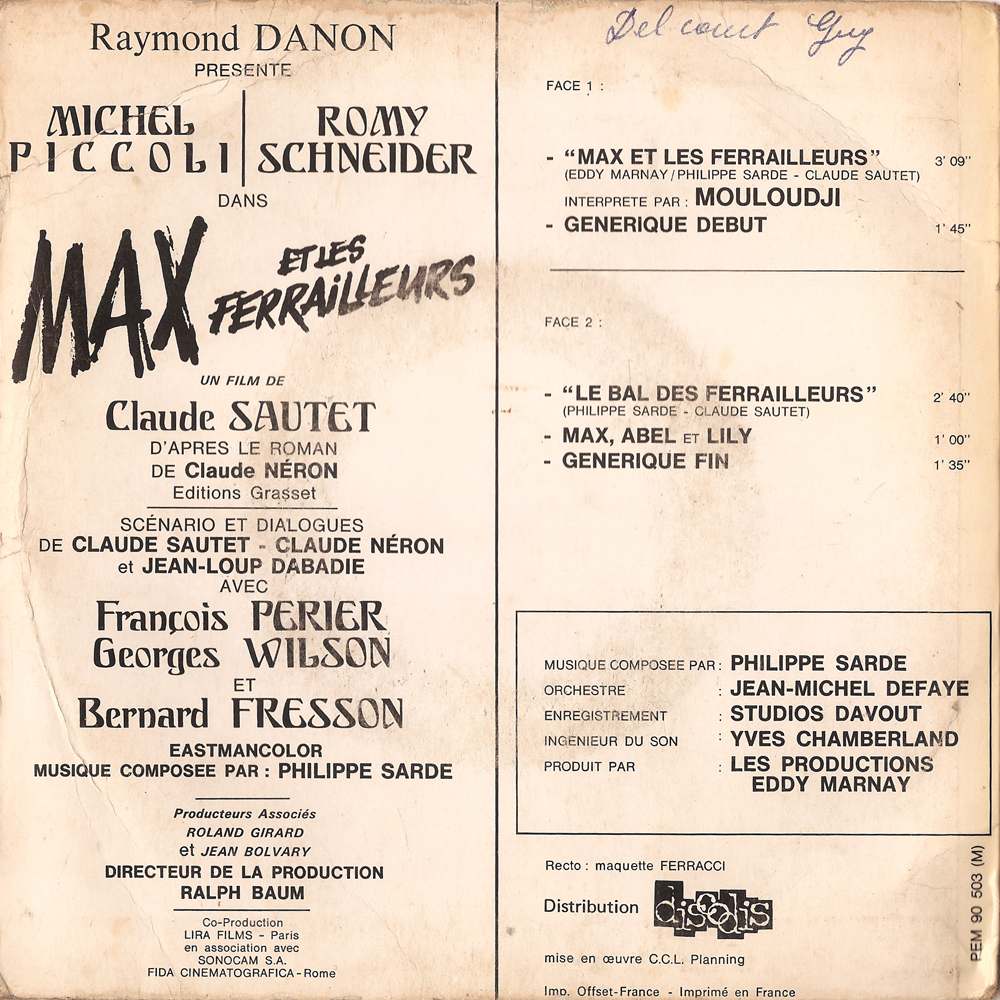 Raymond DANON
PRESENTE
MICHEL PICCOLI
ROMY SCHNEIDER
DANS
MAX ET LES FERRAILLEURS
UN FILM DE
Claude SAUTET
D'APRES LE ROMAN
DE Claude NÉRON
Editions Grasset
SCÉNARIO ET DIALOGUES
DE CLAUDE SAUTET - CLAUDE NÉRON
et JEAN-LOUP DABADIE
AVEC
François PERIER
Georges WILSON
ET
Bernard FRESSON
EASTMANCOLOR
MUSIQUE COMPOSEE PAR : PHILIPPE SARDE
Producteurs Associés
ROLAND GIRARD
et JEAN BOLVARY
DIRECTEUR DE LA PRODUCTION
RALPH BAUM
Co-Production
LIRA FILMS - Paris
en association avec
SONOCAM S.A.
FIDA CINEMATOGRAFICA - Rome
Delcourt Guy
FACE 1 :
- “MAX ET LES FERRAILLEURS” 3' 09''
(EDDY MARNAY / PHILIPPE SARDE - CLAUDE SAUTET)
INTERPRETE PAR : MOULOUDJI
- GENERIQUE DEBUT 1' 45''
FACE 2 :
- “LE BAL DES FERRAILLEURS” 2' 40''
(PHILIPPE SARDE - CLAUDE SAUTET)
- MAX, ABEL ET LILY 1' 00''
- GENERIQUE FIN 1' 35''
MUSIQUE COMPOSEE PAR : PHILIPPE SARDE
ORCHESTRE : JEAN-MICHEL DEFAYE
ENREGISTREMENT : STUDIOS DAVOUT
INGENIEUR DU SON : YVES CHAMBERLAND
PRODUIT PAR : LES PRODUCTIONS
EDDY MARNAY
Recto : maquette FERRACCI
Distribution discodis
mise en œuvre C.C.L. Planning
Imp. Offset-France - Imprimé en France
PEM 90 503 (M)